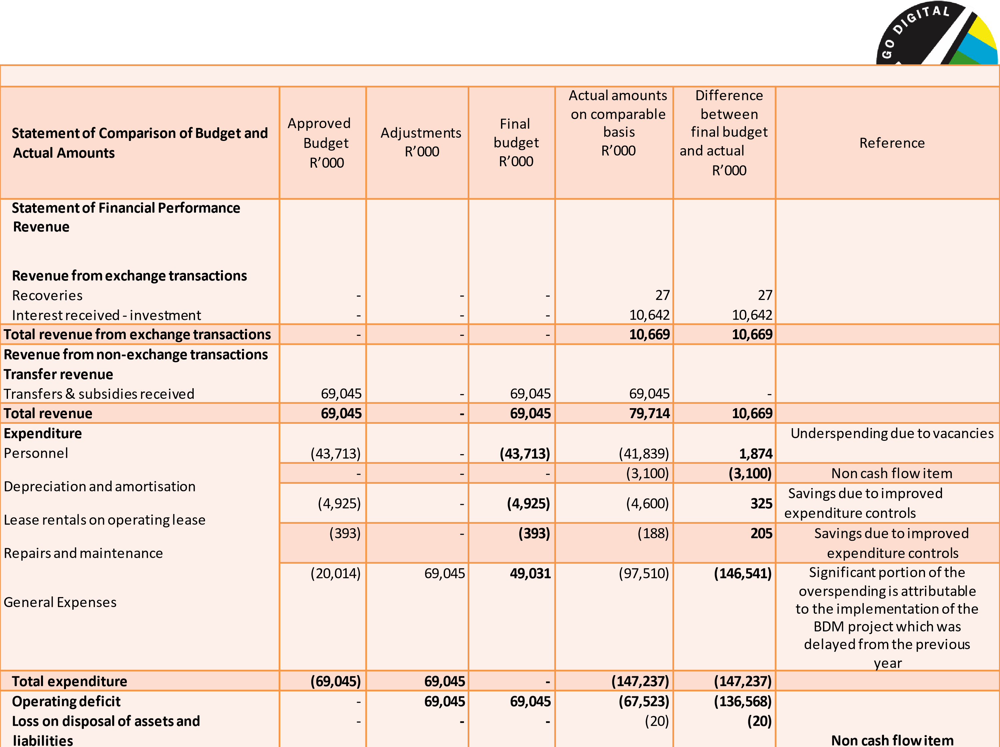 GO DIGITAL
Statement of Comparison of Budget and
Actual Amounts
Approved
Budget
R’000
Adjustments
R’000
Final
budget
R’000
Actual amounts
on comparable
basis
R’000
Difference
between
final budget
and actual
R’000
Reference
Statement of Financial Performance
Revenue
Revenue from exchange transactions
Recoveries - - - 27 27
Interest received - investment - - - 10,642 10,642
Total revenue from exchange transactions - - - 10,669 10,669
Revenue from non-exchange transactions
Transfer revenue
Transfers & subsidies received 69,045 - 69,045 69,045 -
Total revenue 69,045 - 69,045 79,714 10,669
Expenditure Underspending due to vacancies
Personnel (43,713) - (43,713) (41,839) 1,874
- - - (3,100) (3,100) Non cash flow item
Depreciation and amortisation
(4,925) - (4,925) (4,600) 325
Savings due to improved
expenditure controls
Lease rentals on operating lease
(393) - (393) (188) 205
Savings due to improved
expenditure controls
Repairs and maintenance
(20,014) 69,045 49,031 (97,510) (146,541)
General Expenses
Significant portion of the
overspending is attributable
to the implementation of the
BDM project which was
delayed from the previous
year
Total expenditure (69,045) 69,045 - (147,237) (147,237)
Operating deficit - 69,045 69,045 (67,523) (136,568)
Loss on disposal of assets and - - - (20) (20)
liabilities Non cash flow item